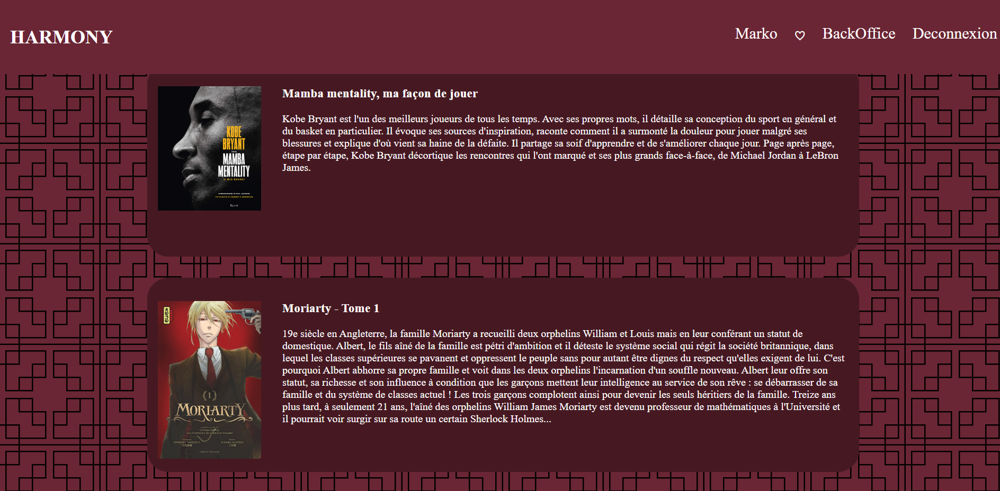 HARMONY
Marko ♡ BackOffice Deconnexion
KOBE
BRYANT
THE
MAMBA
MENTALITY
IL MIO BASKET
Rizzoli
Mamba mentality, ma façon de jouer
Kobe Bryant est l'un des meilleurs joueurs de tous les temps. Avec ses propres mots, il détaille sa conception du sport en général et
du basket en particulier. Il évoque ses sources d'inspiration, raconte comment il a surmonté la douleur pour jouer malgré ses
blessures et explique d'où vient sa haine de la défaite. Il partage sa soif d'apprendre et de s'améliorer chaque jour. Page après page,
étape par étape, Kobe Bryant décortique les rencontres qui l'ont marqué et ses plus grands face-à-face, de Michael Jordan à LeBron
James.
kana
1
MORIARTY
CONAN DOYLE
"LES AVENTURES DE SHERLOCK HOLMES"
RYOSUKE TAKEUCHI
HIKARU MIYOSHI
Moriarty - Tome 1
19e siècle en Angleterre, la famille Moriarty a recueilli deux orphelins William et Louis mais en leur conférant un statut de
domestique. Albert, le fils aîné de la famille est pétri d'ambition et il déteste le système social qui régit la société britannique, dans
lequel les classes supérieures se pavanent et oppressent le peuple sans pour autant être dignes du respect qu'elles exigent de lui. C'est
pourquoi Albert abhorre sa propre famille et voit dans les deux orphelins l'incarnation d'un souffle nouveau. Albert leur offre son
statut, sa richesse et son influence à condition que les garçons mettent leur intelligence au service de son rêve : se débarrasser de sa
famille et du système de classes actuel ! Les trois garçons complotent ainsi pour devenir les seuls héritiers de la famille. Treize ans
plus tard, à seulement 21 ans, l'aîné des orphelins William James Moriarty est devenu professeur de mathématiques à l'Université et
il pourrait voir surgir sur sa route un certain Sherlock Holmes...